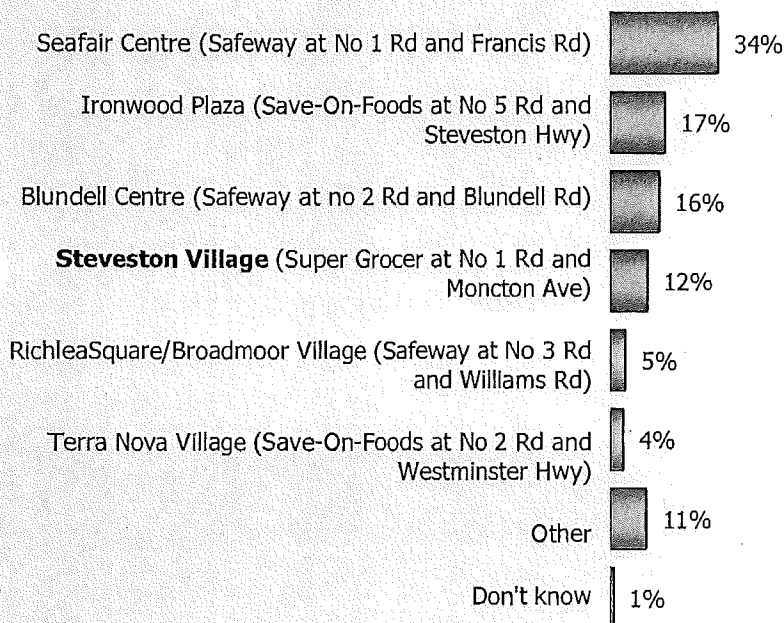 Seafair Centre (Safeway at No 1 Rd and Francis Rd) 34%
Ironwood Plaza (Save-On-Foods at No 5 Rd and
Steveston Hwy) 17%
Blundell Centre (Safeway at no 2 Rd and Blundell Rd) 16%
Steveston Village (Super Grocer at No 1 Rd and
Moncton Ave) 12%
RichleaSquare/Broadmoor Village (Safeway at No 3 Rd
and Williams Rd) 5%
Terra Nova Village (Save-On-Foods at No 2 Rd and
Westminster Hwy) 4%
Other 11%
Don't know 1%